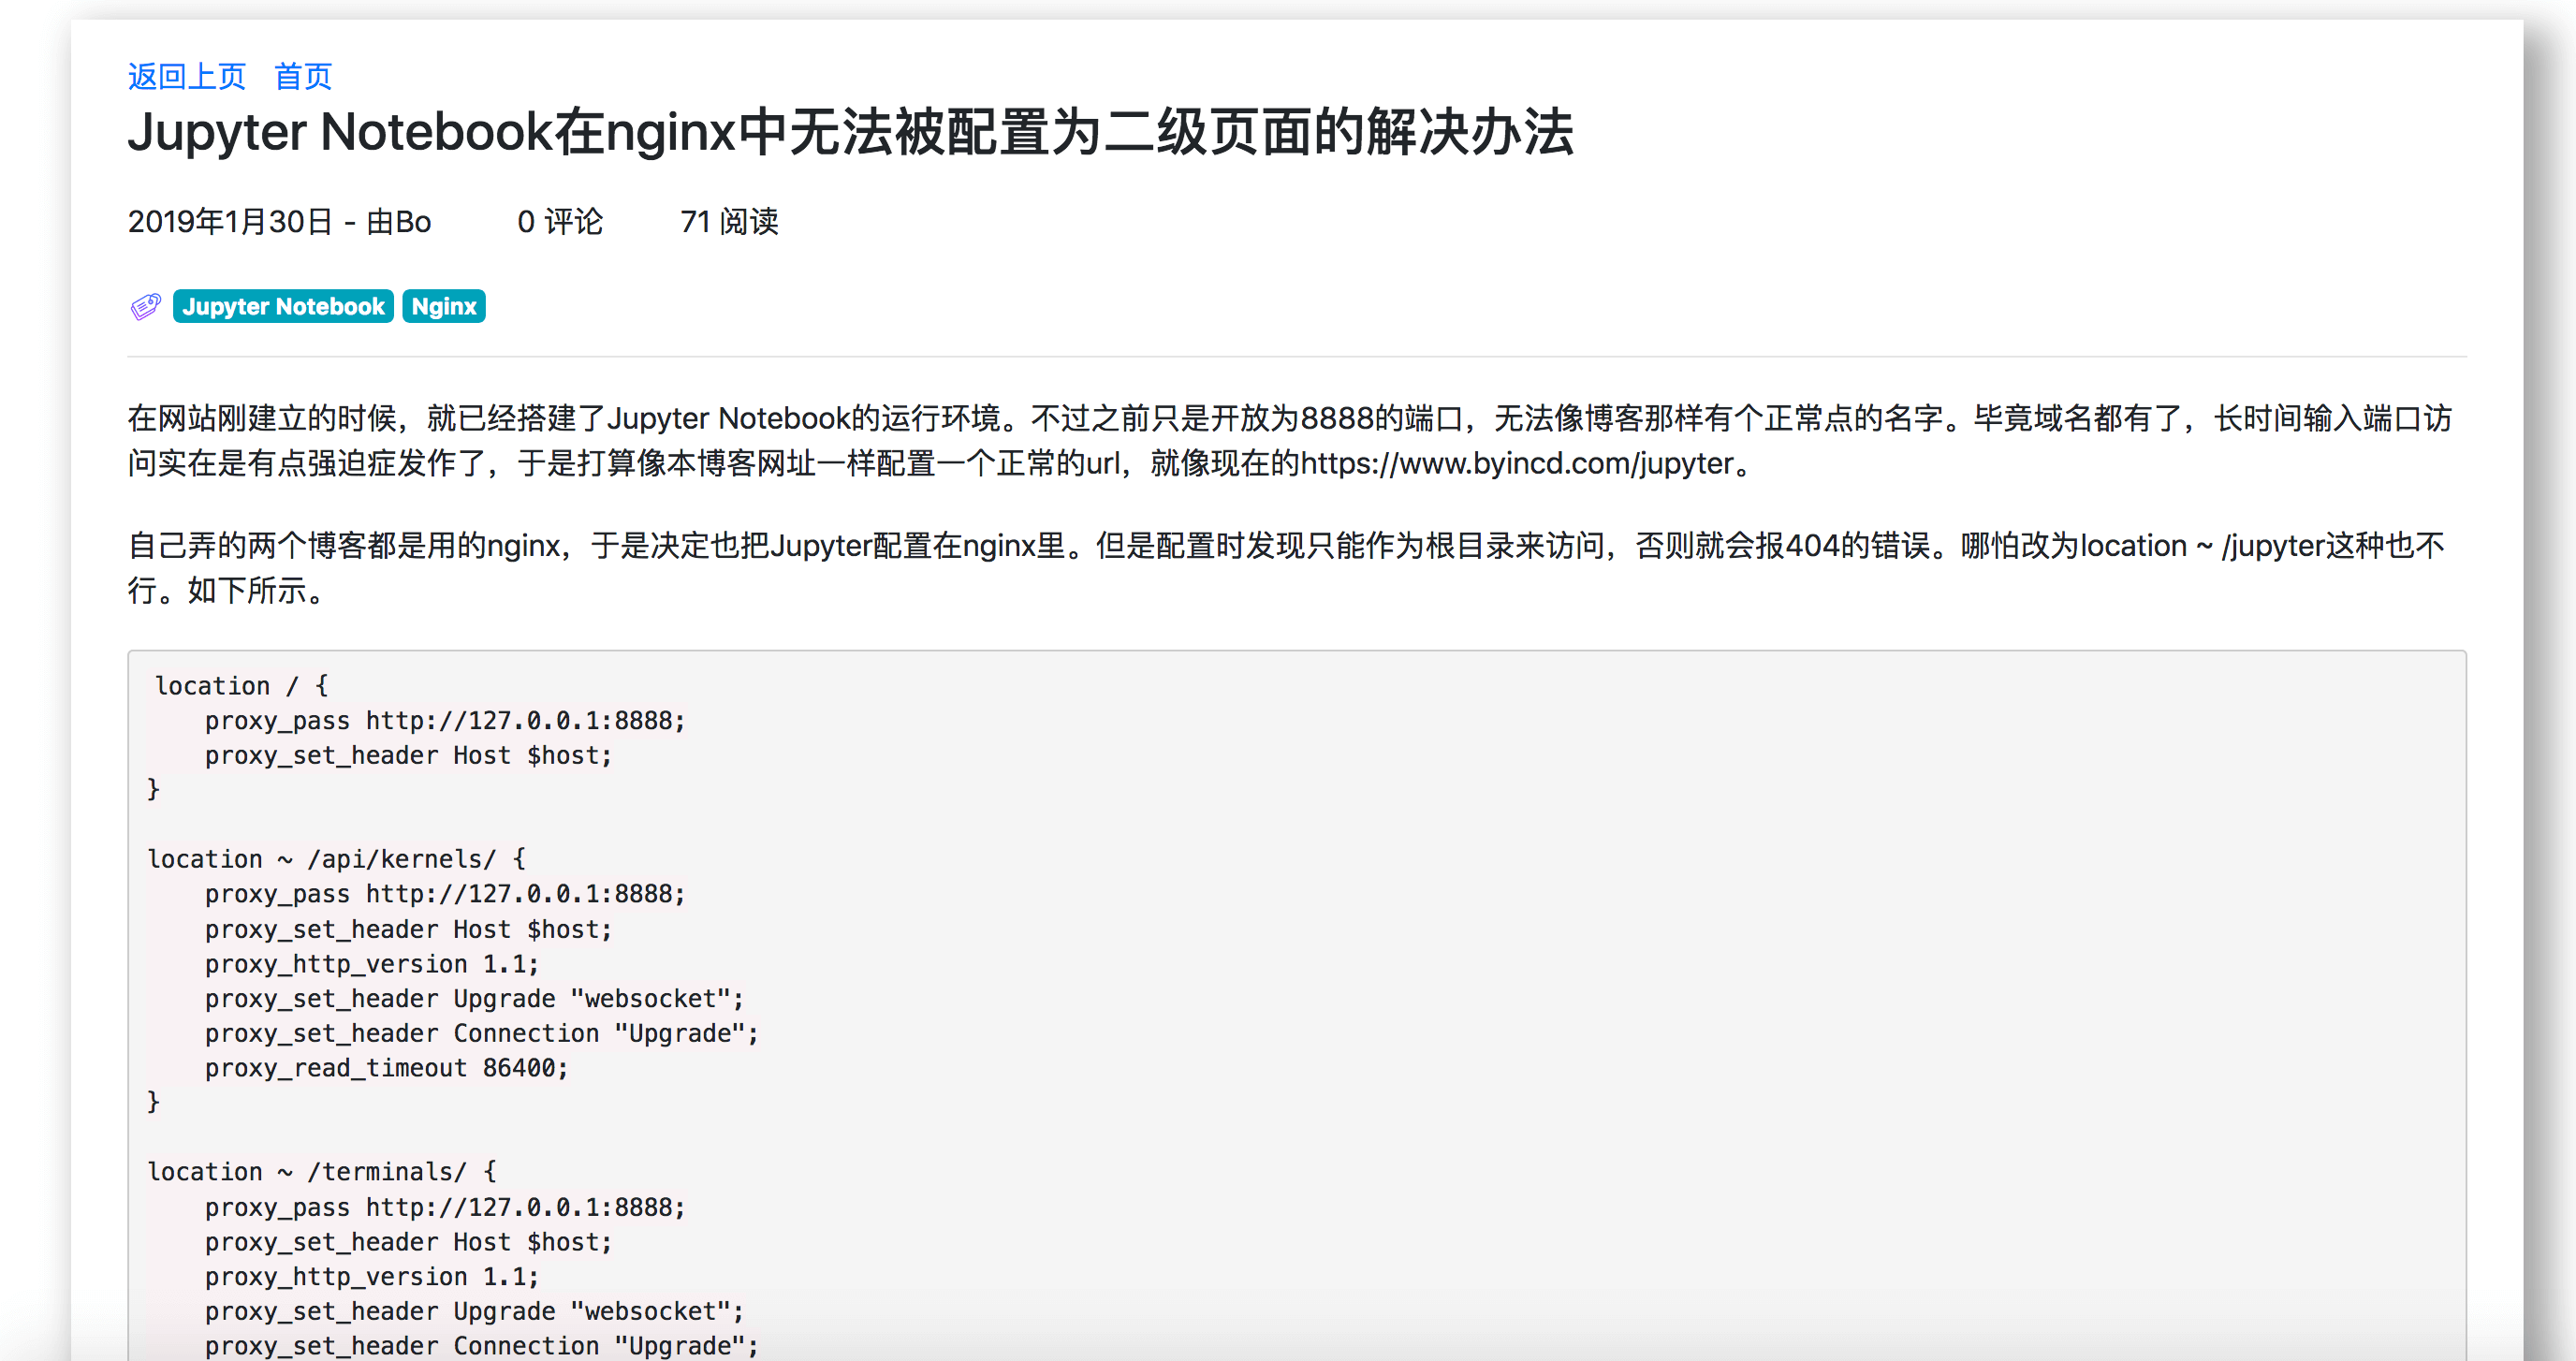 返回上页 首页
Jupyter Notebook在nginx中无法被配置为二级页面的解决办法
2019年1月30日 - 由Bo 0 评论 71 阅读
Jupyter Notebook Nginx
在网站刚建立的时候，就已经搭建了Jupyter Notebook的运行环境。不过之前只是开放为8888的端口，无法像博客那样有个正常点的名字。毕竟域名都有了，长时间输入端口访
问实在是有点强迫症发作了，于是打算像本博客网址一样配置一个正常的url，就像现在的https://www.byincd.com/jupyter。
自己弄的两个博客都是用的nginx，于是决定也把Jupyter配置在nginx里。但是配置时发现只能作为根目录来访问，否则就会报404的错误。哪怕改为location ~ /jupyter这种也不
行。如下所示。
location / {
    proxy_pass http://127.0.0.1:8888;
    proxy_set_header Host $host;
}
location ~ /api/kernels/ {
    proxy_pass http://127.0.0.1:8888;
    proxy_set_header Host $host;
    proxy_http_version 1.1;
    proxy_set_header Upgrade "websocket";
    proxy_set_header Connection "Upgrade";
    proxy_read_timeout 86400;
}
location ~ /terminals/ {
    proxy_pass http://127.0.0.1:8888;
    proxy_set_header Host $host;
    proxy_http_version 1.1;
    proxy_set_header Upgrade "websocket";
    proxy_set_header Connection "Upgrade";